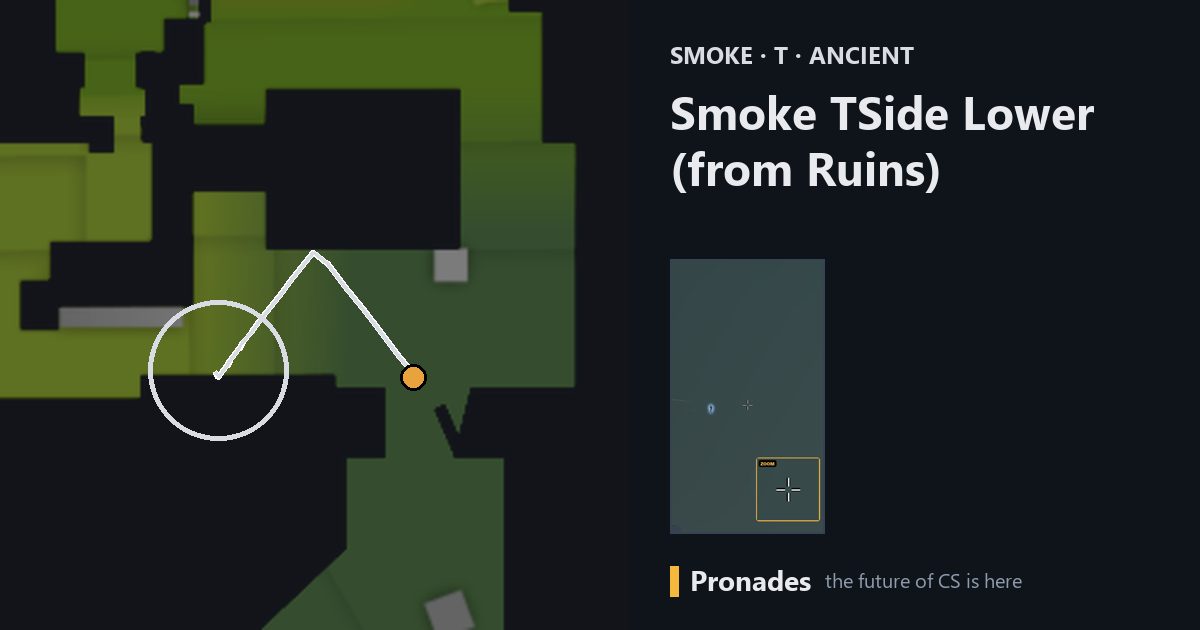 SMOKE · T · ANCIENT
Smoke TSide Lower
(from Ruins)
ZOOM
Pronades the future of CS is here